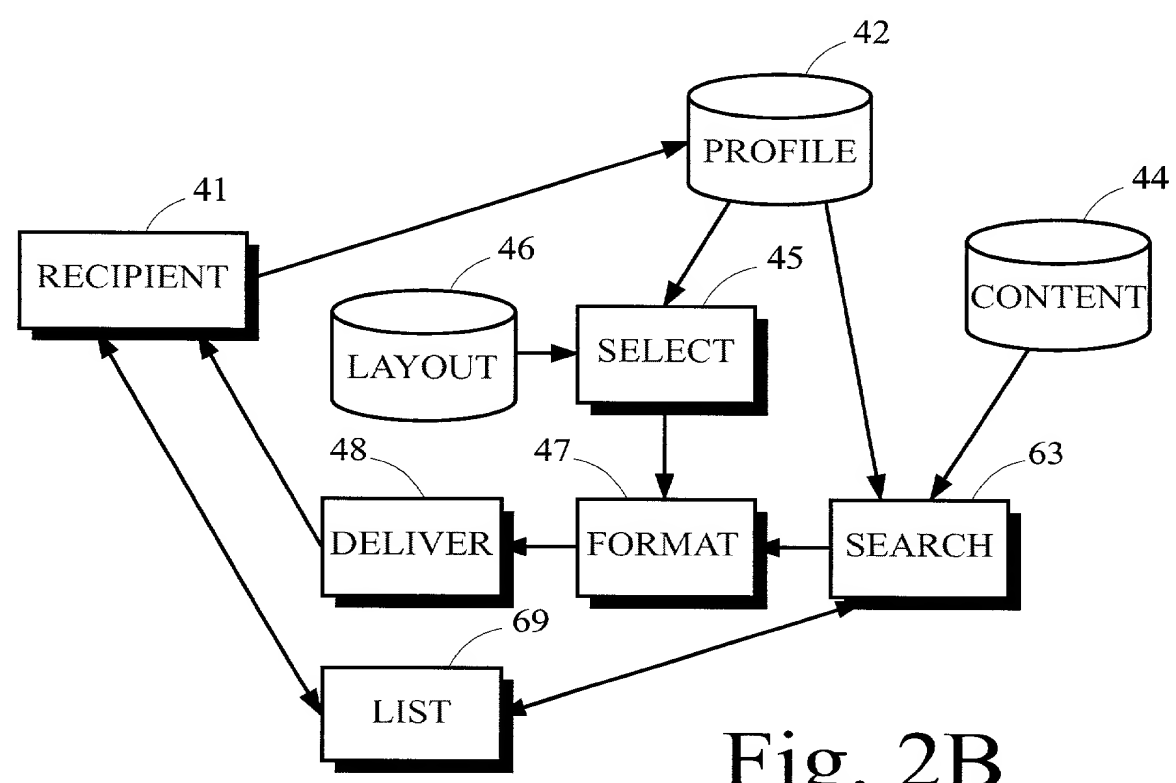 42
PROFILE
41
RECIPIENT
44
CONTENT
46
LAYOUT
45
SELECT
48
DELIVER
47
FORMAT
63
SEARCH
69
LIST
Fig. 2B